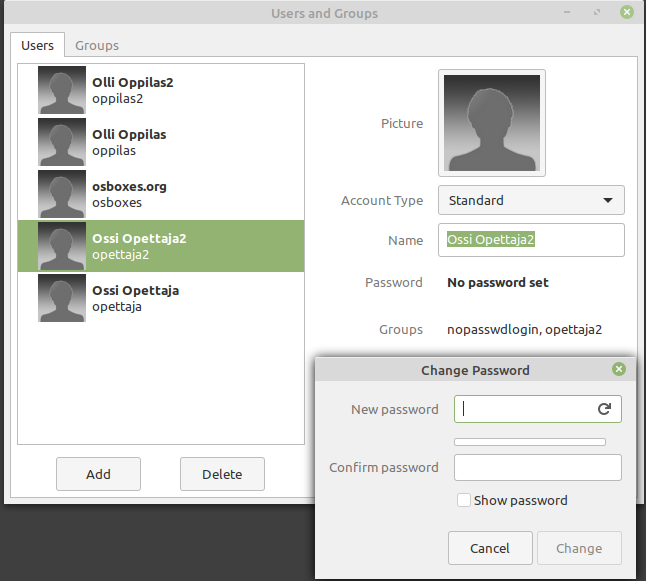 Users and Groups
Users Groups
Olli Oppilas2
oppilas2
Olli Oppilas
oppilas
osboxes.org
osboxes
Ossi Opettaja2
opettaja2
Ossi Opettaja
opettaja
Add Delete
Picture
Account Type Standard
Name Ossi Opettaja2
Password No password set
Groups nopasswdlogin, opettaja2
Change Password
New password
Confirm password
Show password
Cancel Change